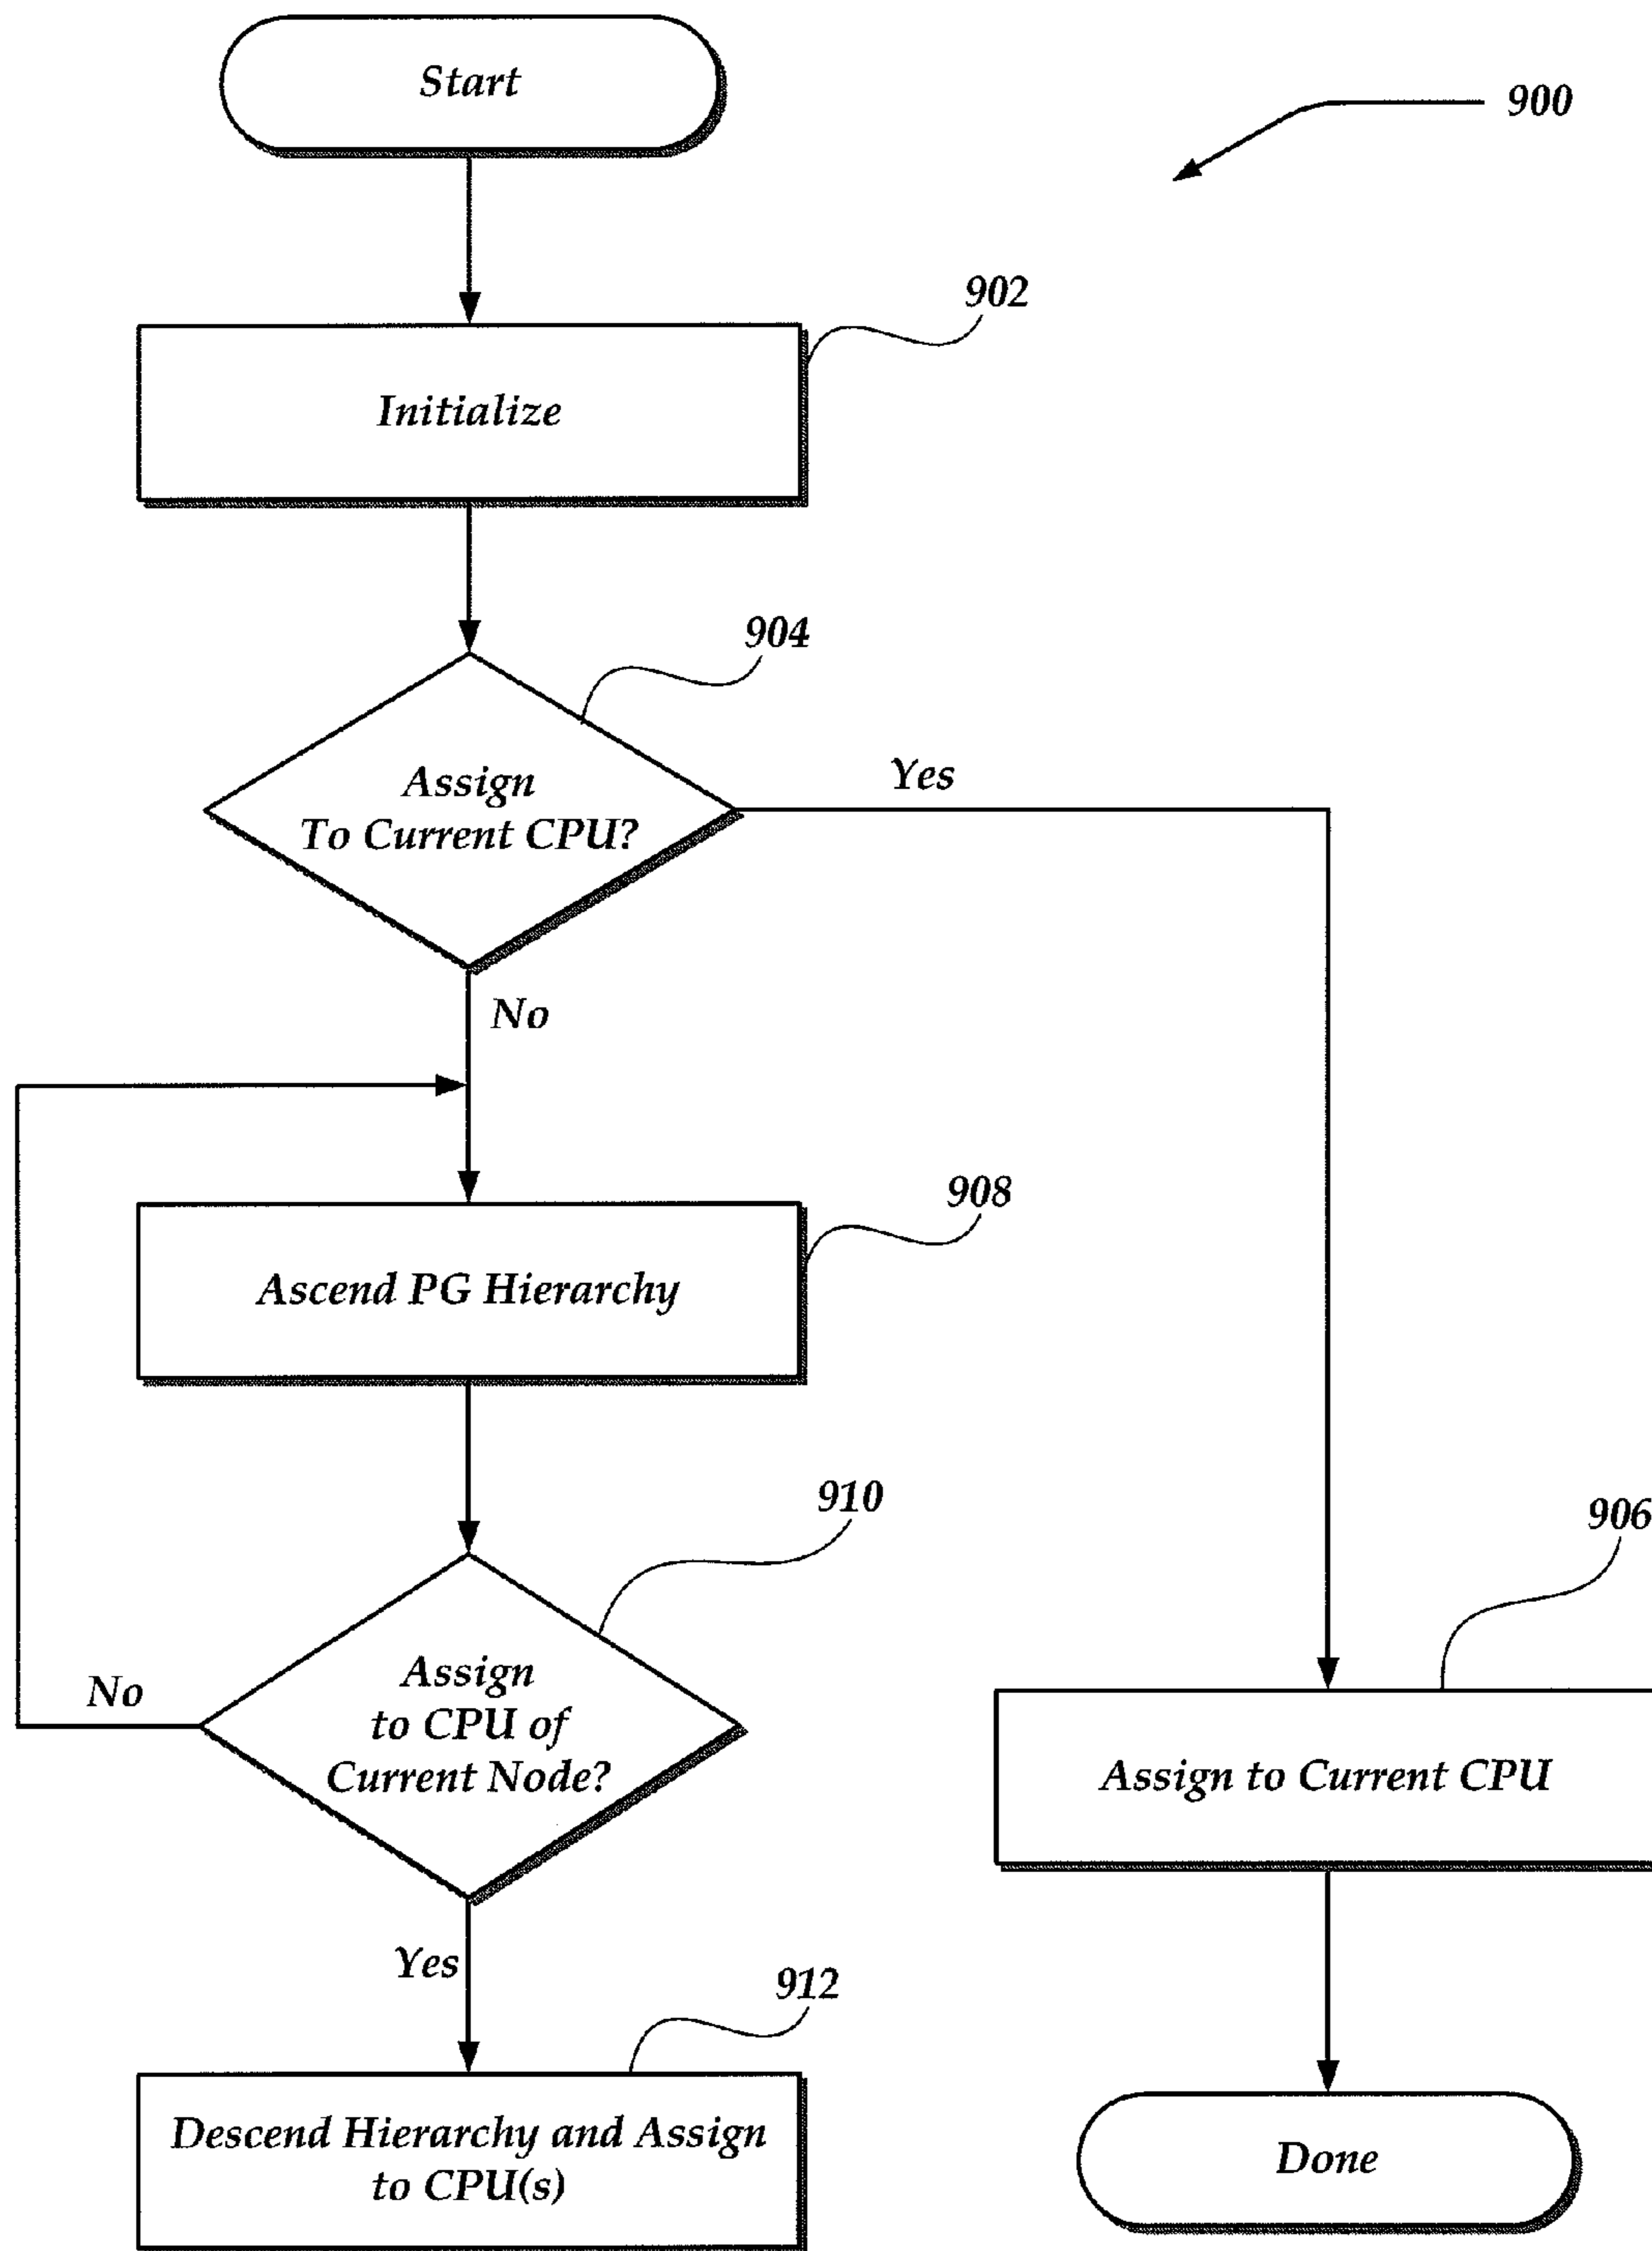 Start
900
902
Initialize
904
Assign
To Current CPU?
Yes
No
908
Ascend PG Hierarchy
910
906
Assign
to CPU of
Current Node?
No
Assign to Current CPU
Yes
912
Descend Hierarchy and Assign
to CPU(s)
Done